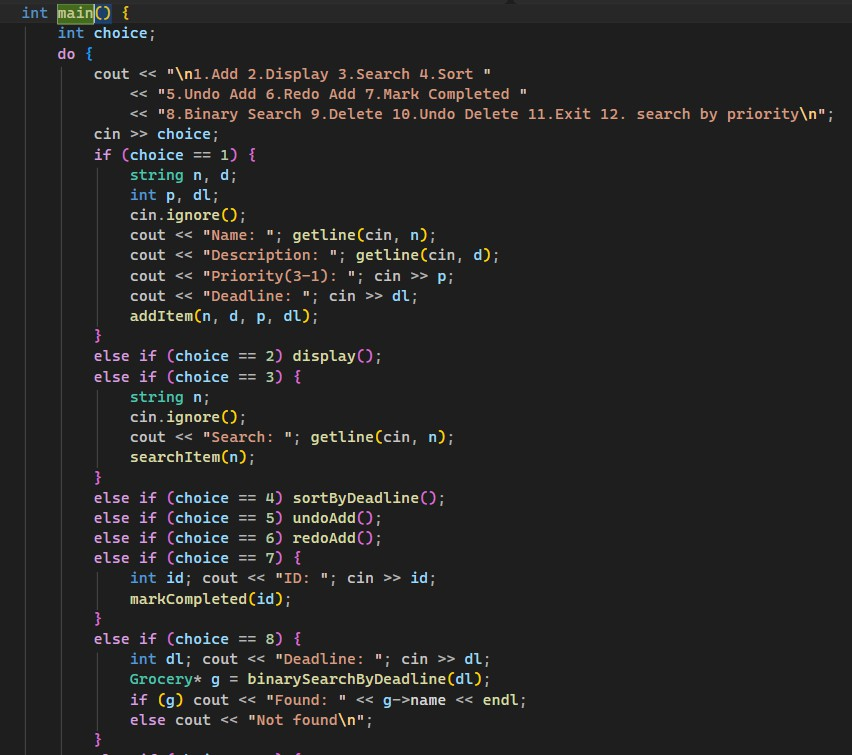 int main() {
    int choice;
    do {
        cout << "\n1.Add 2.Display 3.Search 4.Sort "
            << "5.Undo Add 6.Redo Add 7.Mark Completed "
            << "8.Binary Search 9.Delete 10.Undo Delete 11.Exit 12. search by priority\n";
        cin >> choice;
        if (choice == 1) {
            string n, d;
            int p, dl;
            cin.ignore();
            cout << "Name: "; getline(cin, n);
            cout << "Description: "; getline(cin, d);
            cout << "Priority(3-1): "; cin >> p;
            cout << "Deadline: "; cin >> dl;
            addItem(n, d, p, dl);
        }
        else if (choice == 2) display();
        else if (choice == 3) {
            string n;
            cin.ignore();
            cout << "Search: "; getline(cin, n);
            searchItem(n);
        }
        else if (choice == 4) sortByDeadline();
        else if (choice == 5) undoAdd();
        else if (choice == 6) redoAdd();
        else if (choice == 7) {
            int id; cout << "ID: "; cin >> id;
            markCompleted(id);
        }
        else if (choice == 8) {
            int dl; cout << "Deadline: "; cin >> dl;
            Grocery* g = binarySearchByDeadline(dl);
            if (g) cout << "Found: " << g->name << endl;
            else cout << "Not found\n";
        }